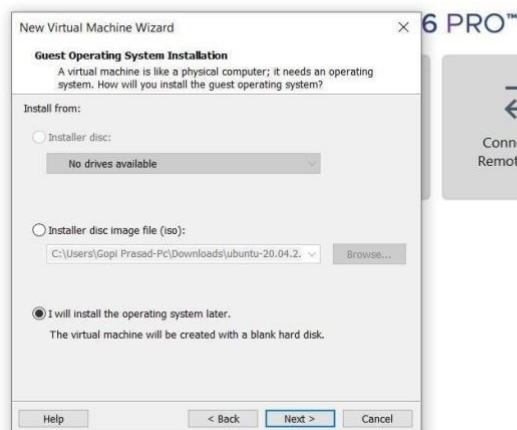 New Virtual Machine Wizard
6 PRO™
Guest Operating System Installation
A virtual machine is like a physical computer; it needs an operating
system. How will you install the guest operating system?
Install from:
Installer disc:
No drives available
Installer disc image file (iso):
C:\Users\Gopi Prasad-Pc\Downloads\ubuntu-20.04.2.
Browse...
I will install the operating system later.
The virtual machine will be created with a blank hard disk.
Help
< Back
Next >
Cancel
Conne
Remot